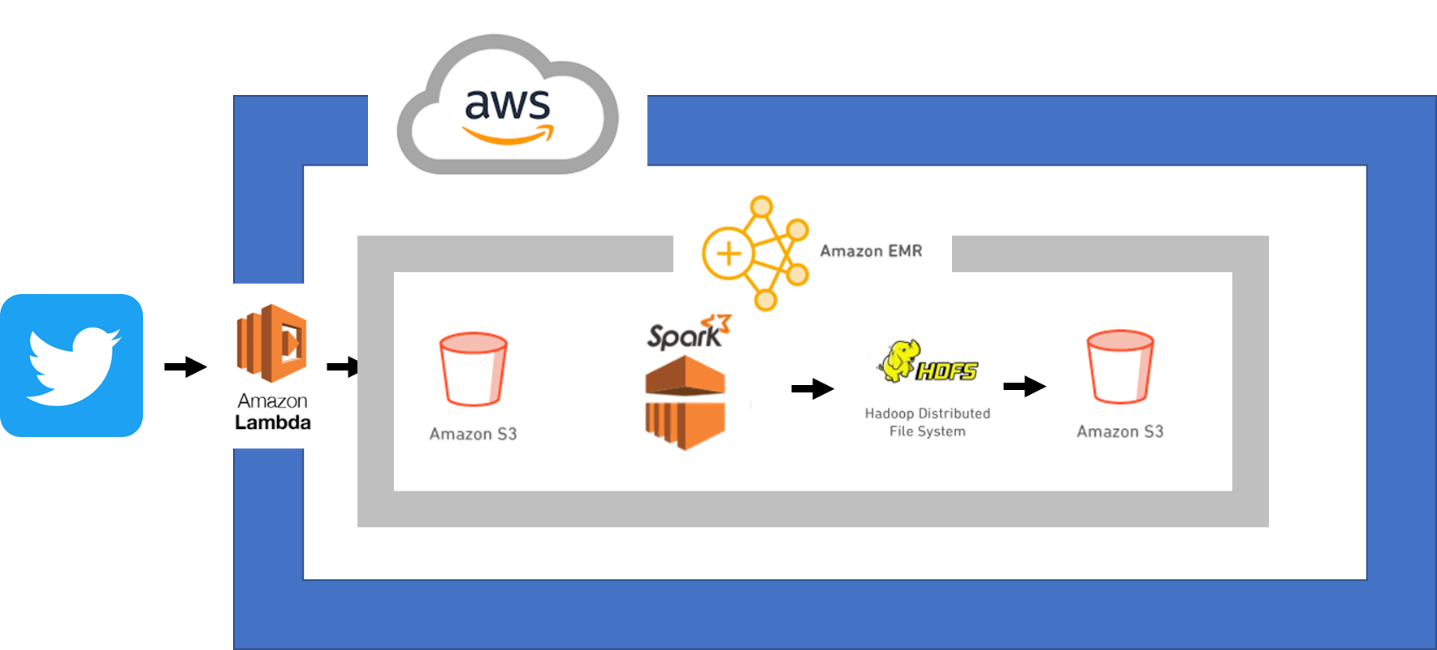 aws
Amazon EMR
Spark
HDFS
Amazon
Lambda
Amazon S3
Hadoop Distributed
File System
Amazon S3